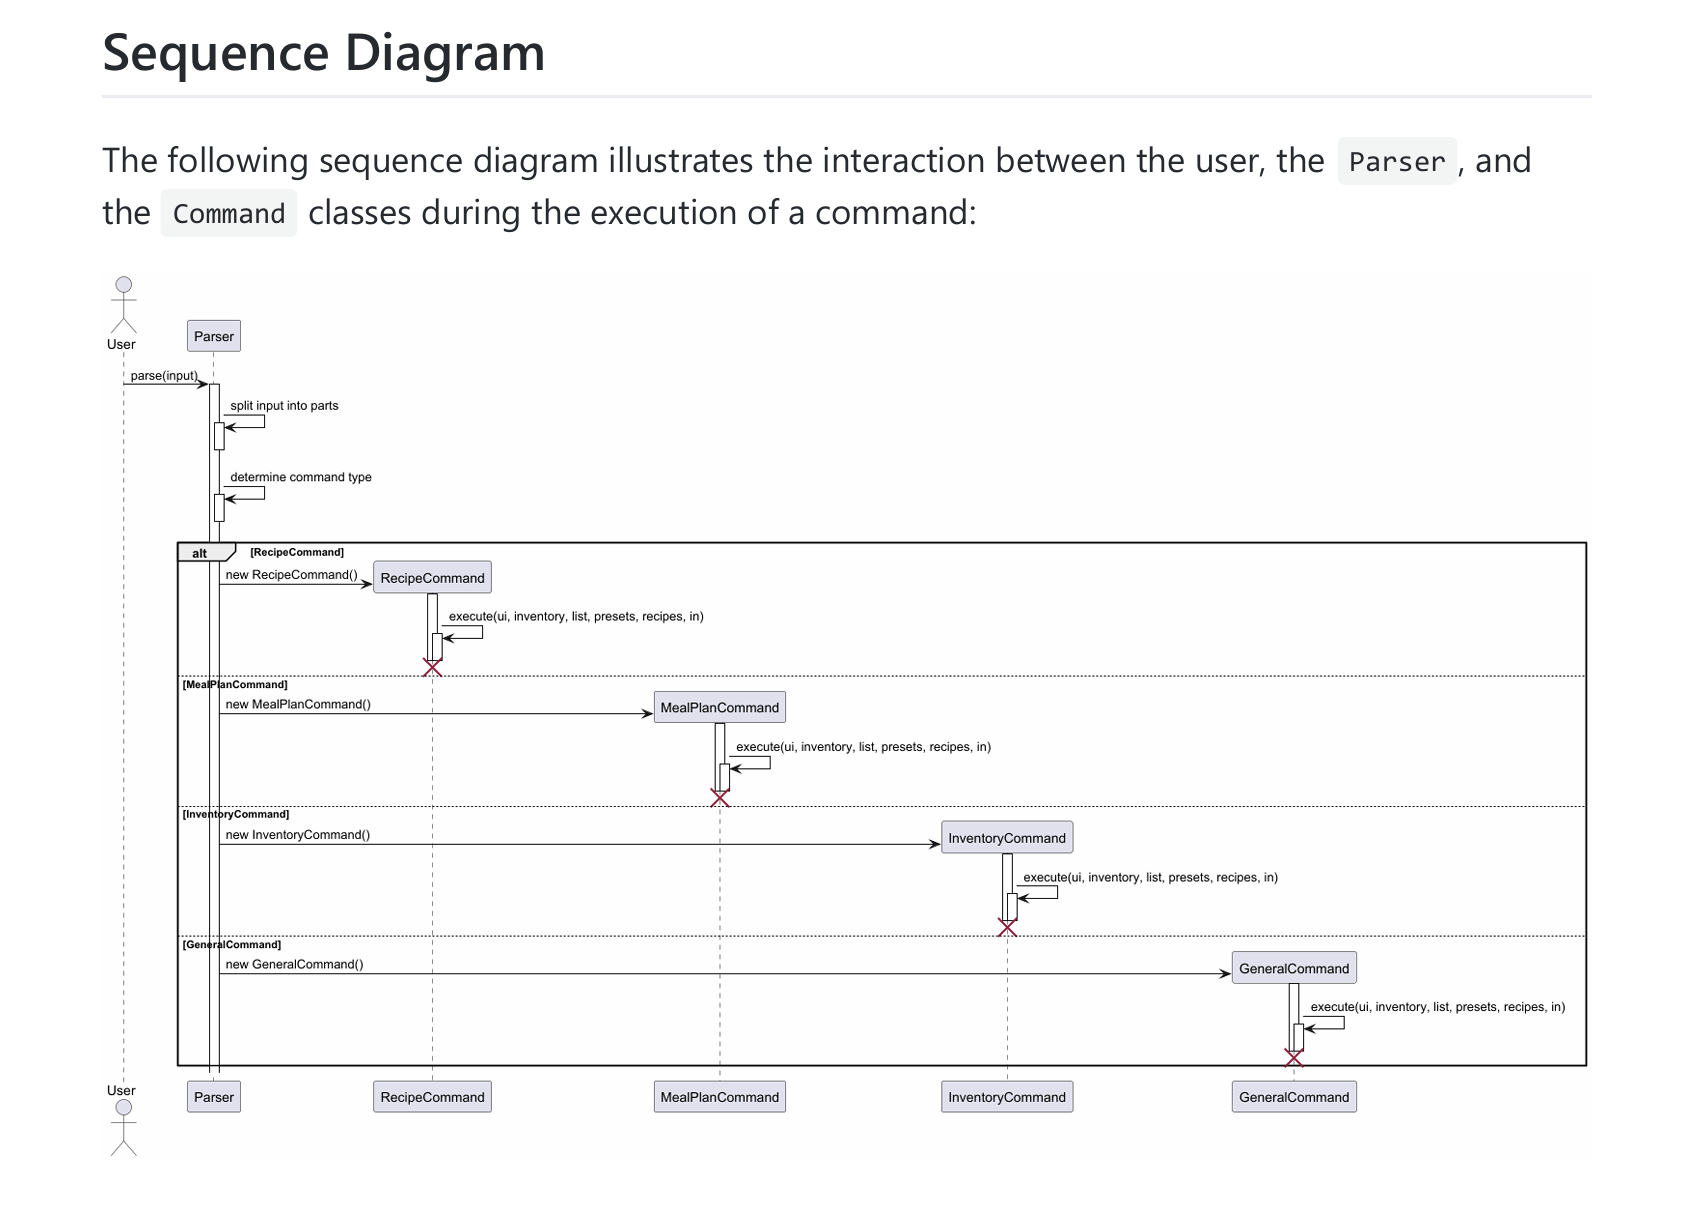 Sequence Diagram
The following sequence diagram illustrates the interaction between the user, the Parser, and
the Command classes during the execution of a command:
User
Parser
parse(input)
split input into parts
determine command type
alt [RecipeCommand]
new RecipeCommand()
RecipeCommand
execute(ui, inventory, list, presets, recipes, in)
[MealPlanCommand]
new MealPlanCommand()
MealPlanCommand
execute(ui, inventory, list, presets, recipes, in)
[InventoryCommand]
new InventoryCommand()
InventoryCommand
execute(ui, inventory, list, presets, recipes, in)
[GeneralCommand]
new GeneralCommand()
GeneralCommand
execute(ui, inventory, list, presets, recipes, in)
User
Parser
RecipeCommand
MealPlanCommand
InventoryCommand
GeneralCommand